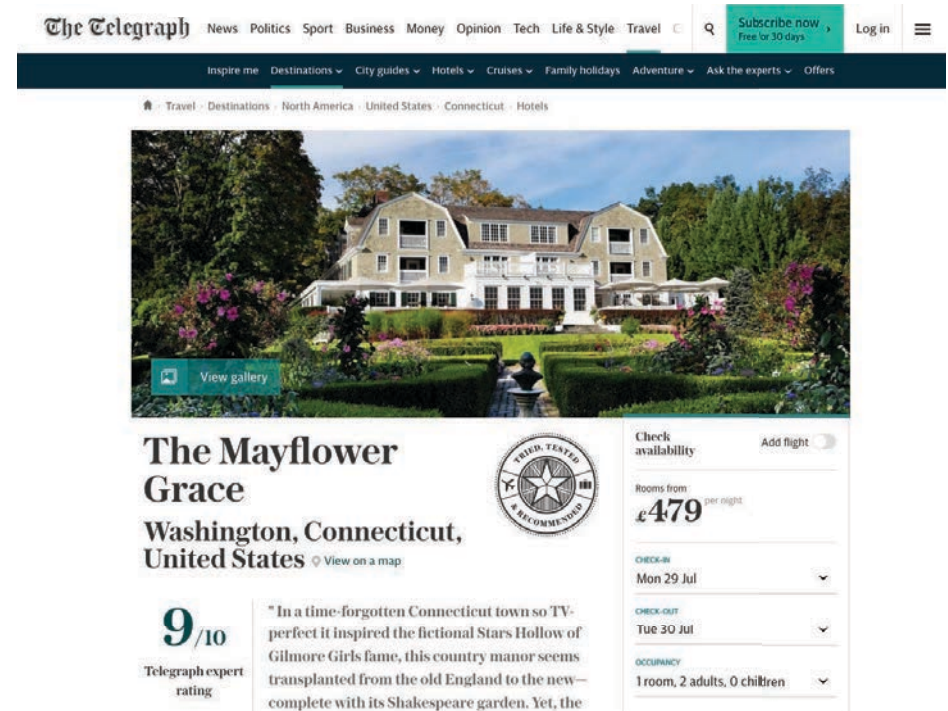 The Telegraph
News Politics Sport Business Money Opinion Tech Life & Style Travel
Subscribe now
Free for 30 days
Log in
Inspire me Destinations City guides Hotels Cruises Family holidays Adventure Ask the experts Offers
Travel Destinations North America United States Connecticut Hotels
View gallery
The Mayflower
Grace
Washington, Connecticut,
United States View on a map
TRIED, TESTED
& RECOMMENDED
9/10
Telegraph expert
rating
"In a time-forgotten Connecticut town so TV-
perfect it inspired the fictional Stars Hollow of
Gilmore Girls fame, this country manor seems
transplanted from the old England to the new—
complete with its Shakespeare garden. Yet, the
Check
availability
Add flight
Rooms from
£479 per night
CHECK-IN
Mon 29 Jul
CHECK-OUT
Tue 30 Jul
OCCUPANCY
1 room, 2 adults, 0 children